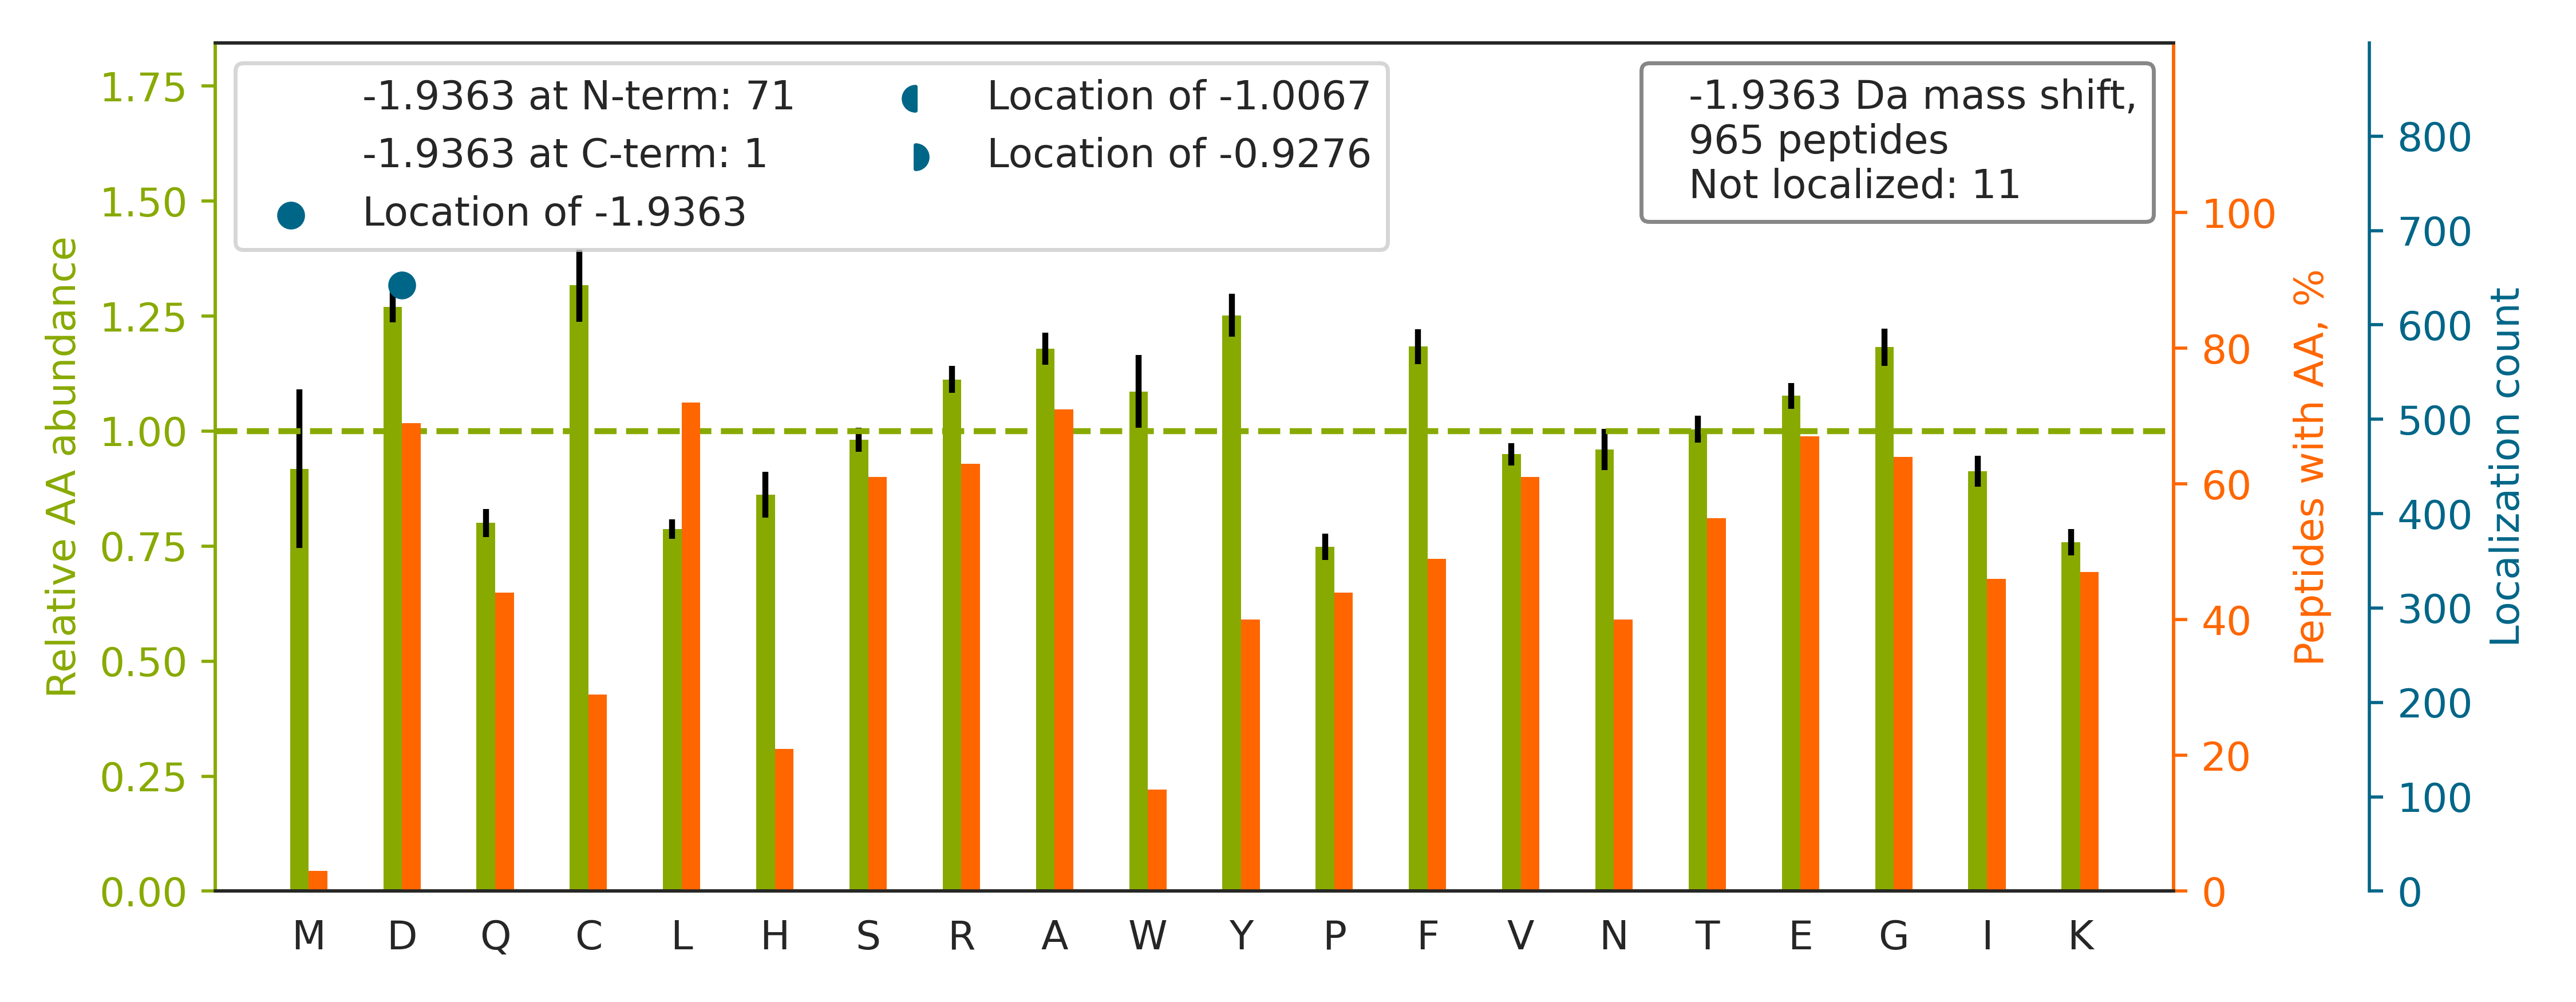 -1.9363 at N-term: 71
-1.9363 at C-term: 1
Location of -1.9363
Location of -1.0067
Location of -0.9276
-1.9363 Da mass shift,
965 peptides
Not localized: 11
Relative AA abundance
1.75
1.50
1.25
1.00
0.75
0.50
0.25
0.00
M D Q C L H S R A W Y P F V N T E G I K
100
80
60
40
20
0
Peptides with AA, %
800
700
600
500
400
300
200
100
0
Localization count